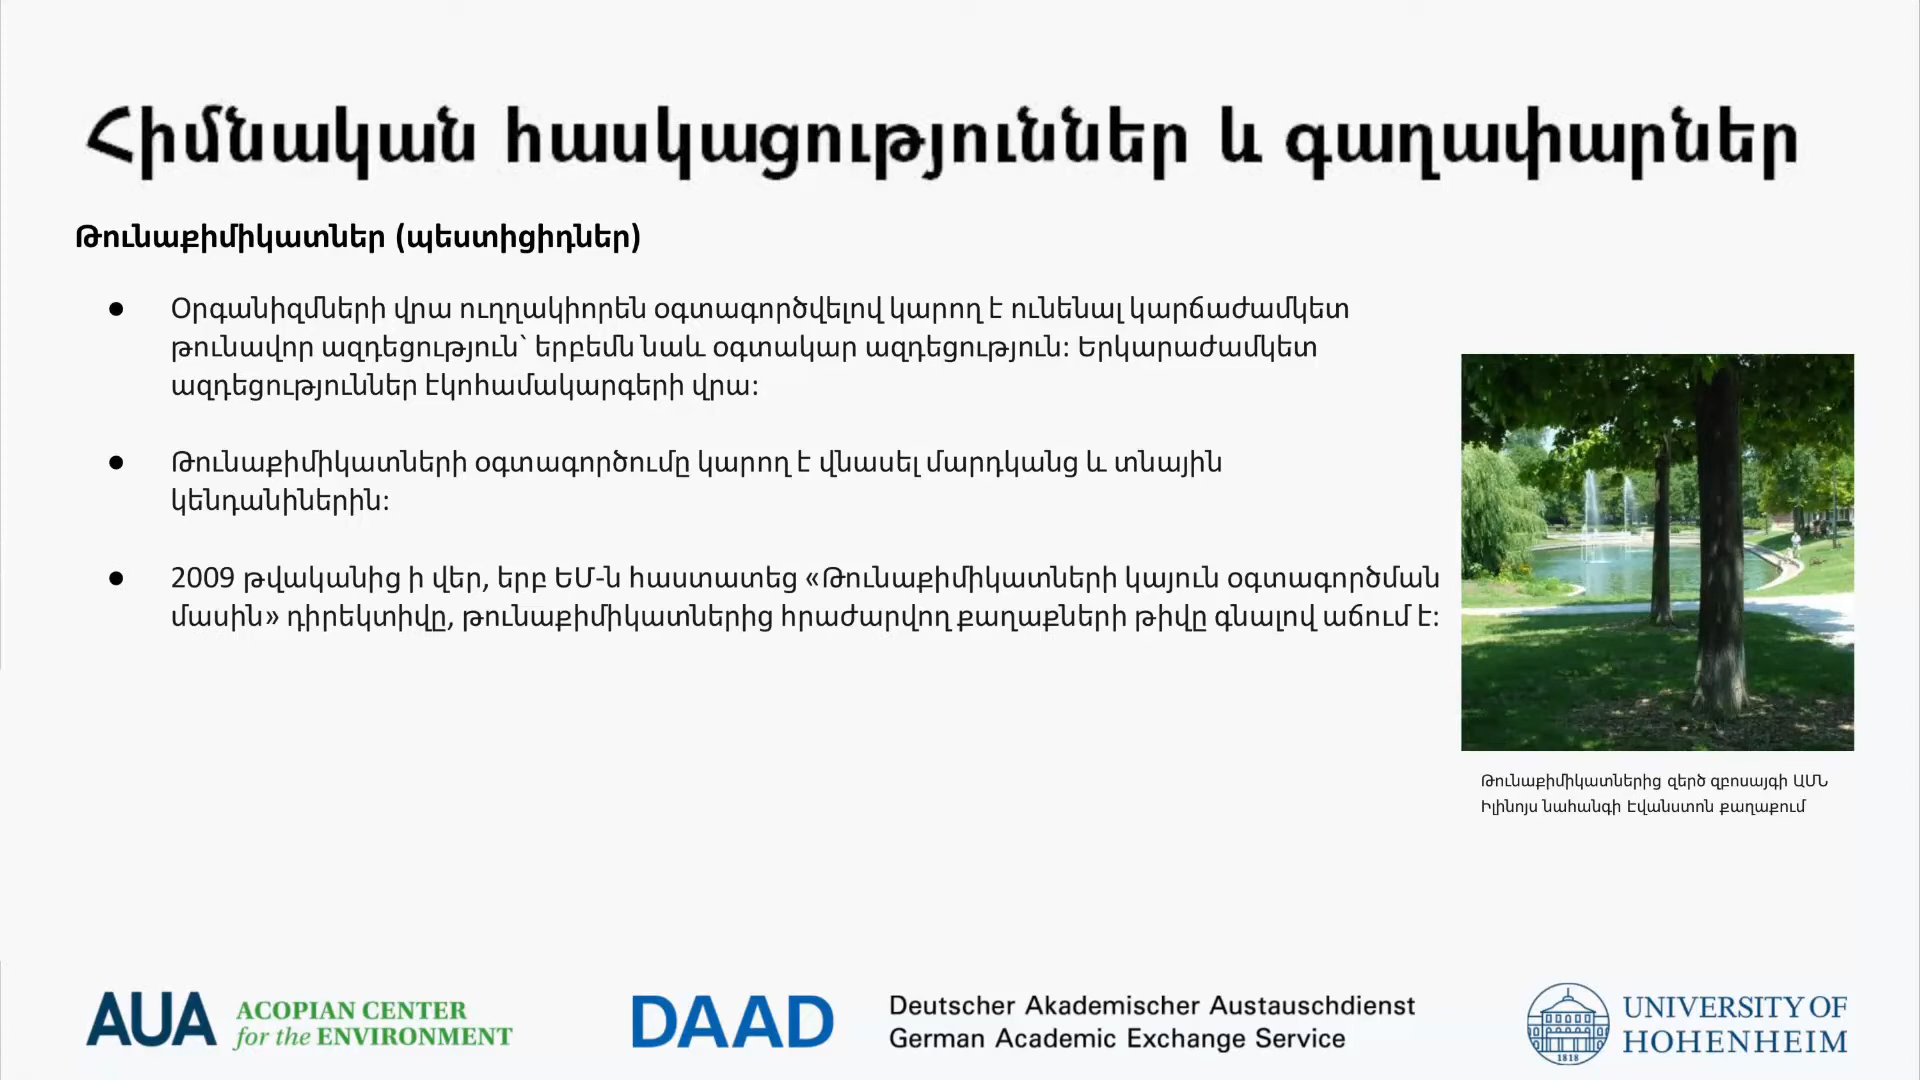 Հիմնական հասկացություններ և գաղափարներ
Թունաքիմիկատներ (պեստիցիդներ)
● Օրգանիզմների վրա ուղղակիորեն օգտագործվելով կարող է ունենալ կարճաժամկետ
թունավոր ազդեցություն՝ երբեմն նաև օգտակար ազդեցություն: Երկարաժամկետ
ազդեցություններ էկոհամակարգերի վրա:
● Թունաքիմիկատների օգտագործումը կարող է վնասել մարդկանց և տնային
կենդանիներին:
● 2009 թվականից ի վեր, երբ ԵՄ-ն հաստատեց «Թունաքիմիկատների կայուն օգտագործման
մասին» դիրեկտիվը, թունաքիմիկատներից հրաժարվող քաղաքների թիվը գնալով աճում է:
Թունաքիմիկատներից զերծ զբոսայգի ԱՄՆ
Իլինոյս նահանգի Էվանստոն քաղաքում
AUA ACOPIAN CENTER
for the ENVIRONMENT
DAAD Deutscher Akademischer Austauschdienst
German Academic Exchange Service
1818
UNIVERSITY OF
HOHENHEIM